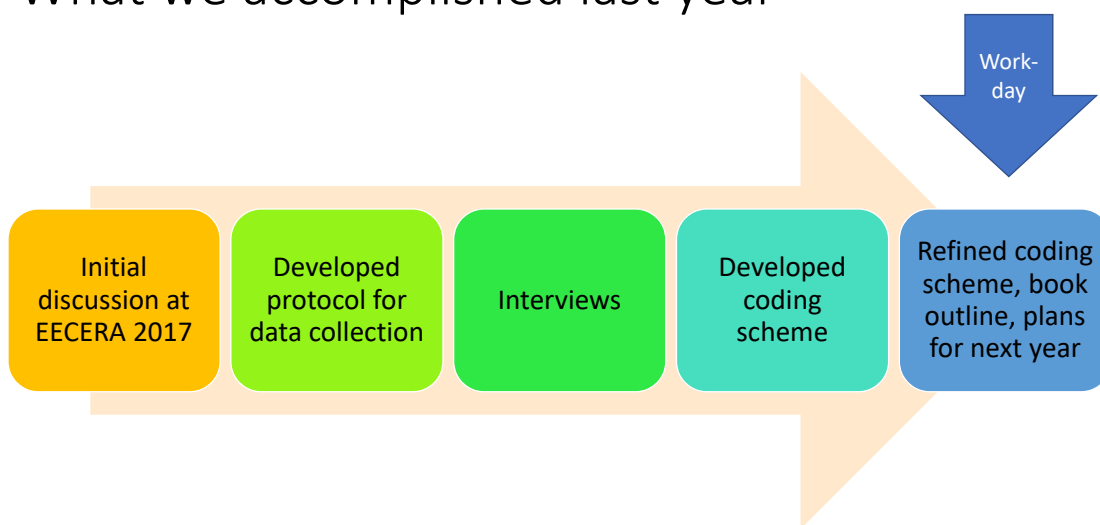 What we accomplished last year
Work-
day
Initial
discussion at
EECERA 2017
Developed
protocol for
data collection
Interviews
Developed
coding
scheme
Refined coding
scheme, book
outline, plans
for next year